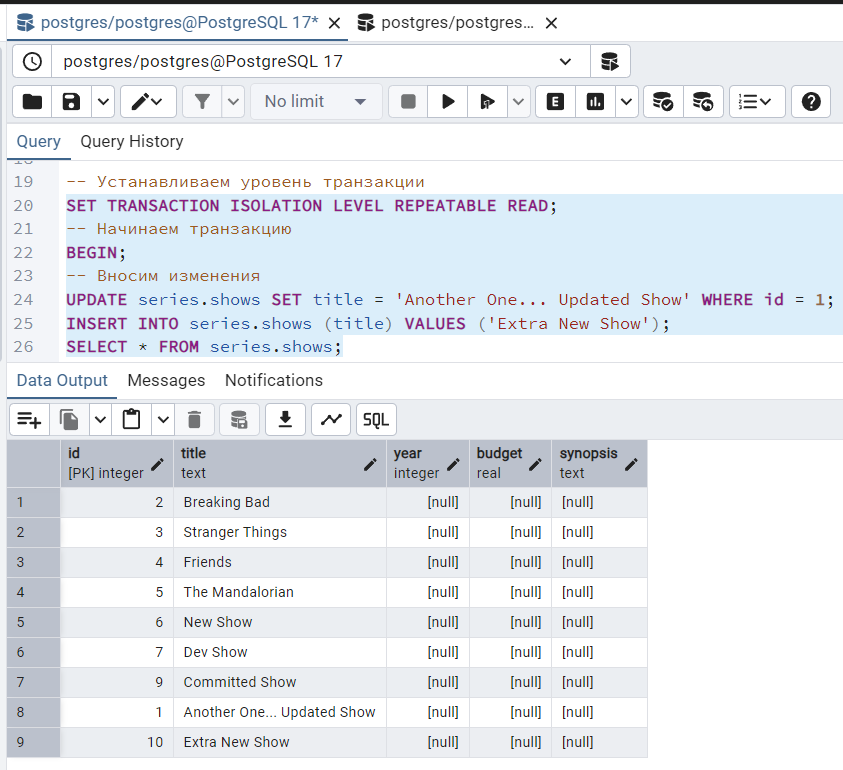 postgres/postgres@PostgreSQL 17*
postgres/postgres...
postgres/postgres@PostgreSQL 17
No limit
E
Query
Query History
18
19 -- Устанавливаем уровень транзакции
20 SET TRANSACTION ISOLATION LEVEL REPEATABLE READ;
21 -- Начинаем транзакцию
22 BEGIN;
23 -- Вносим изменения
24 UPDATE series.shows SET title = 'Another One... Updated Show' WHERE id = 1;
25 INSERT INTO series.shows (title) VALUES ('Extra New Show');
26 SELECT * FROM series.shows;
Data Output
Messages
Notifications
SQL
id title year budget synopsis
[PK] integer text integer real text
1 2 Breaking Bad [null] [null] [null]
2 3 Stranger Things [null] [null] [null]
3 4 Friends [null] [null] [null]
4 5 The Mandalorian [null] [null] [null]
5 6 New Show [null] [null] [null]
6 7 Dev Show [null] [null] [null]
7 9 Committed Show [null] [null] [null]
8 1 Another One... Updated Show [null] [null] [null]
9 10 Extra New Show [null] [null] [null]